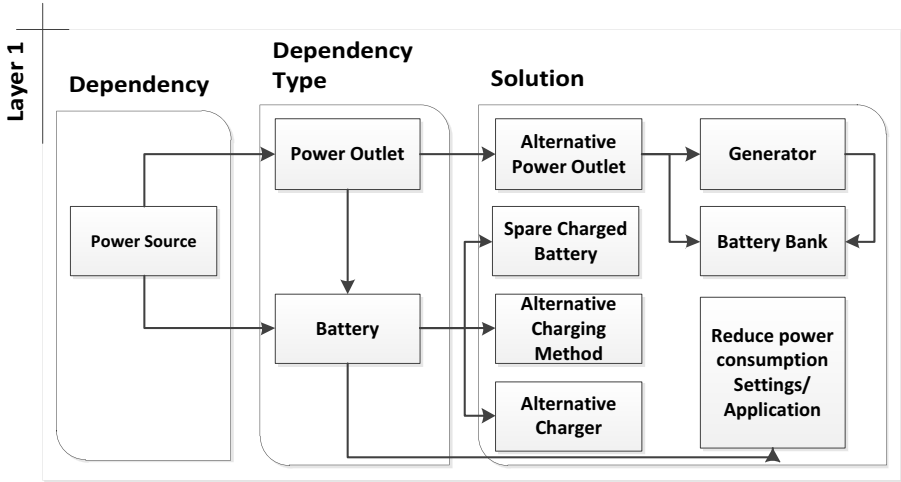 Layer 1
Dependency
Dependency
Type
Solution
Power Source
Power Outlet
Battery
Alternative
Power Outlet
Spare Charged
Battery
Alternative
Charging
Method
Alternative
Charger
Generator
Battery Bank
Reduce power
consumption
Settings/
Application